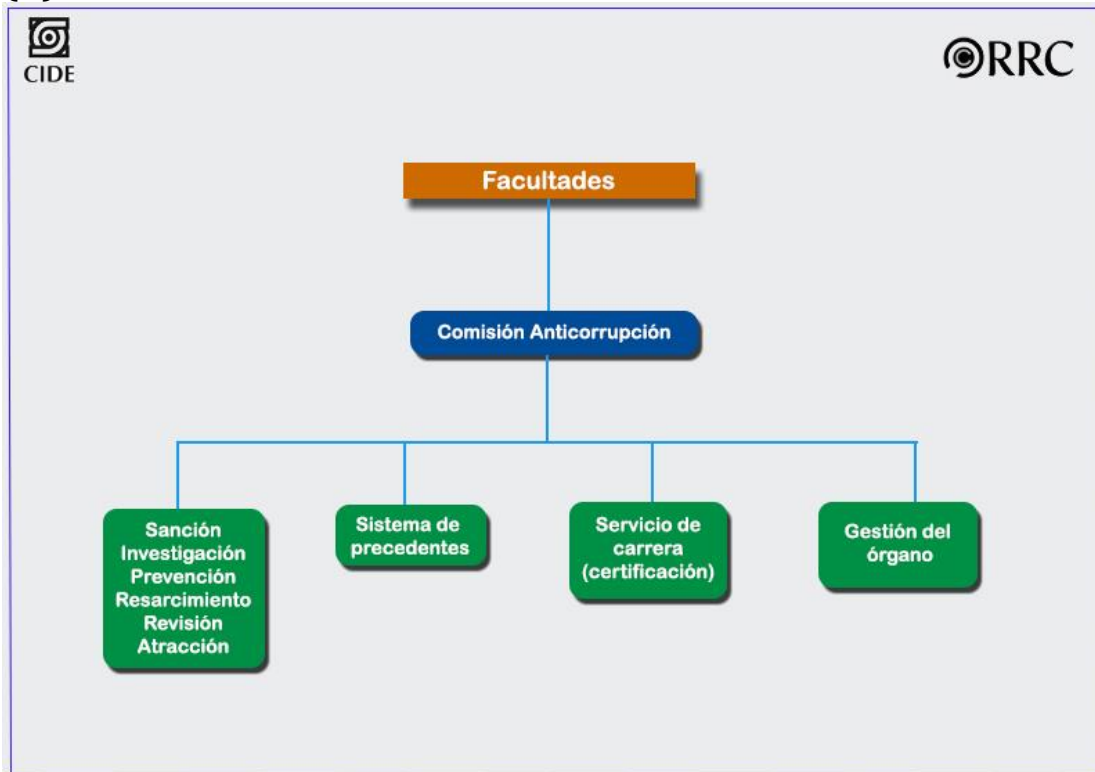 CIDE
RRC
Facultades
Comisión Anticorrupción
Sanción
Investigación
Prevención
Resarcimiento
Revisión
Atracción
Sistema de
precedentes
Servicio de
carrera
(certificación)
Gestión del
órgano